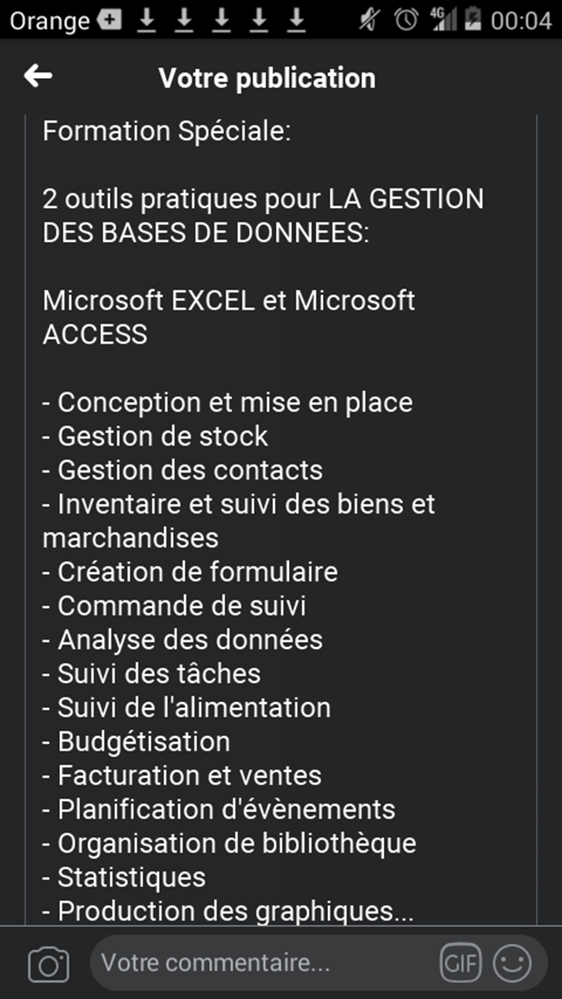 Orange 4G 00:04
Votre publication
Formation Spéciale:
2 outils pratiques pour LA GESTION
DES BASES DE DONNEES:
Microsoft EXCEL et Microsoft
ACCESS
- Conception et mise en place
- Gestion de stock
- Gestion des contacts
- Inventaire et suivi des biens et
marchandises
- Création de formulaire
- Commande de suivi
- Analyse des données
- Suivi des tâches
- Suivi de l'alimentation
- Budgétisation
- Facturation et ventes
- Planification d'évènements
- Organisation de bibliothèque
- Statistiques
- Production des graphiques...
Votre commentaire... GIF